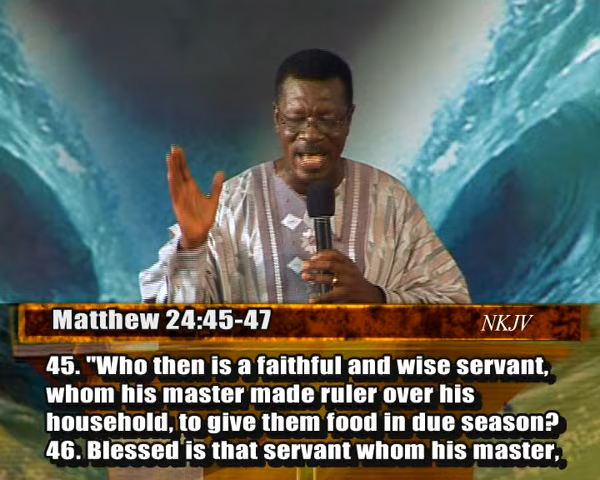 Matthew 24:45-47 NKJV
45. "Who then is a faithful and wise servant,
whom his master made ruler over his
household, to give them food in due season?
46. Blessed is that servant whom his master,